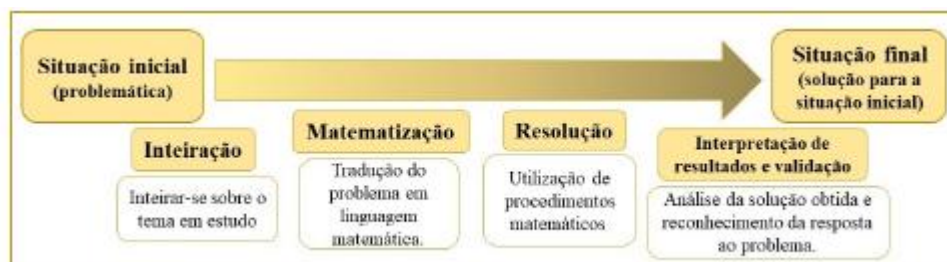 Situação inicial
(problemática)
Situação final
(solução para a
situação inicial)
Inteiração
Inteirar-se sobre o
tema em estudo
Matematização
Tradução do
problema em
linguagem
matemática.
Resolução
Utilização de
procedimentos
matemáticos
Interpretação de
resultados e validação
Análise da solução obtida e
reconhecimento da resposta
ao problema.